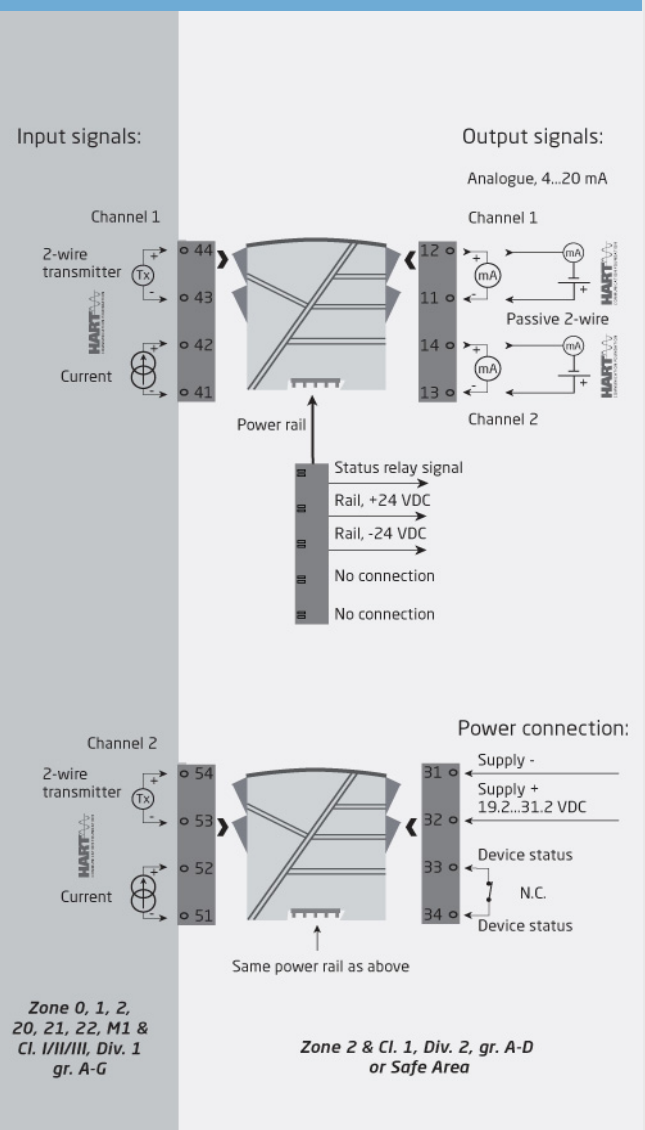 Input signals:
Output signals:
Analogue, 4...20 mA
Channel 1
2-wire
transmitter
Tx
+
-
HART
Current
+
-
44
43
42
41
12
11
14
13
Channel 1
+
mA
-
mA
+
HART
Passive 2-wire
+
mA
-
mA
+
HART
Channel 2
Power rail
Status relay signal
Rail, +24 VDC
Rail, -24 VDC
No connection
No connection
Channel 2
2-wire
transmitter
Tx
+
-
HART
Current
+
-
54
53
52
51
Power connection:
31
32
33
34
Supply -
Supply +
19.2...31.2 VDC
Device status
N.C.
Device status
Same power rail as above
Zone 0, 1, 2,
20, 21, 22, M1 &
Cl. I/II/III, Div. 1
gr. A-G
Zone 2 & Cl. 1, Div. 2, gr. A-D
or Safe Area